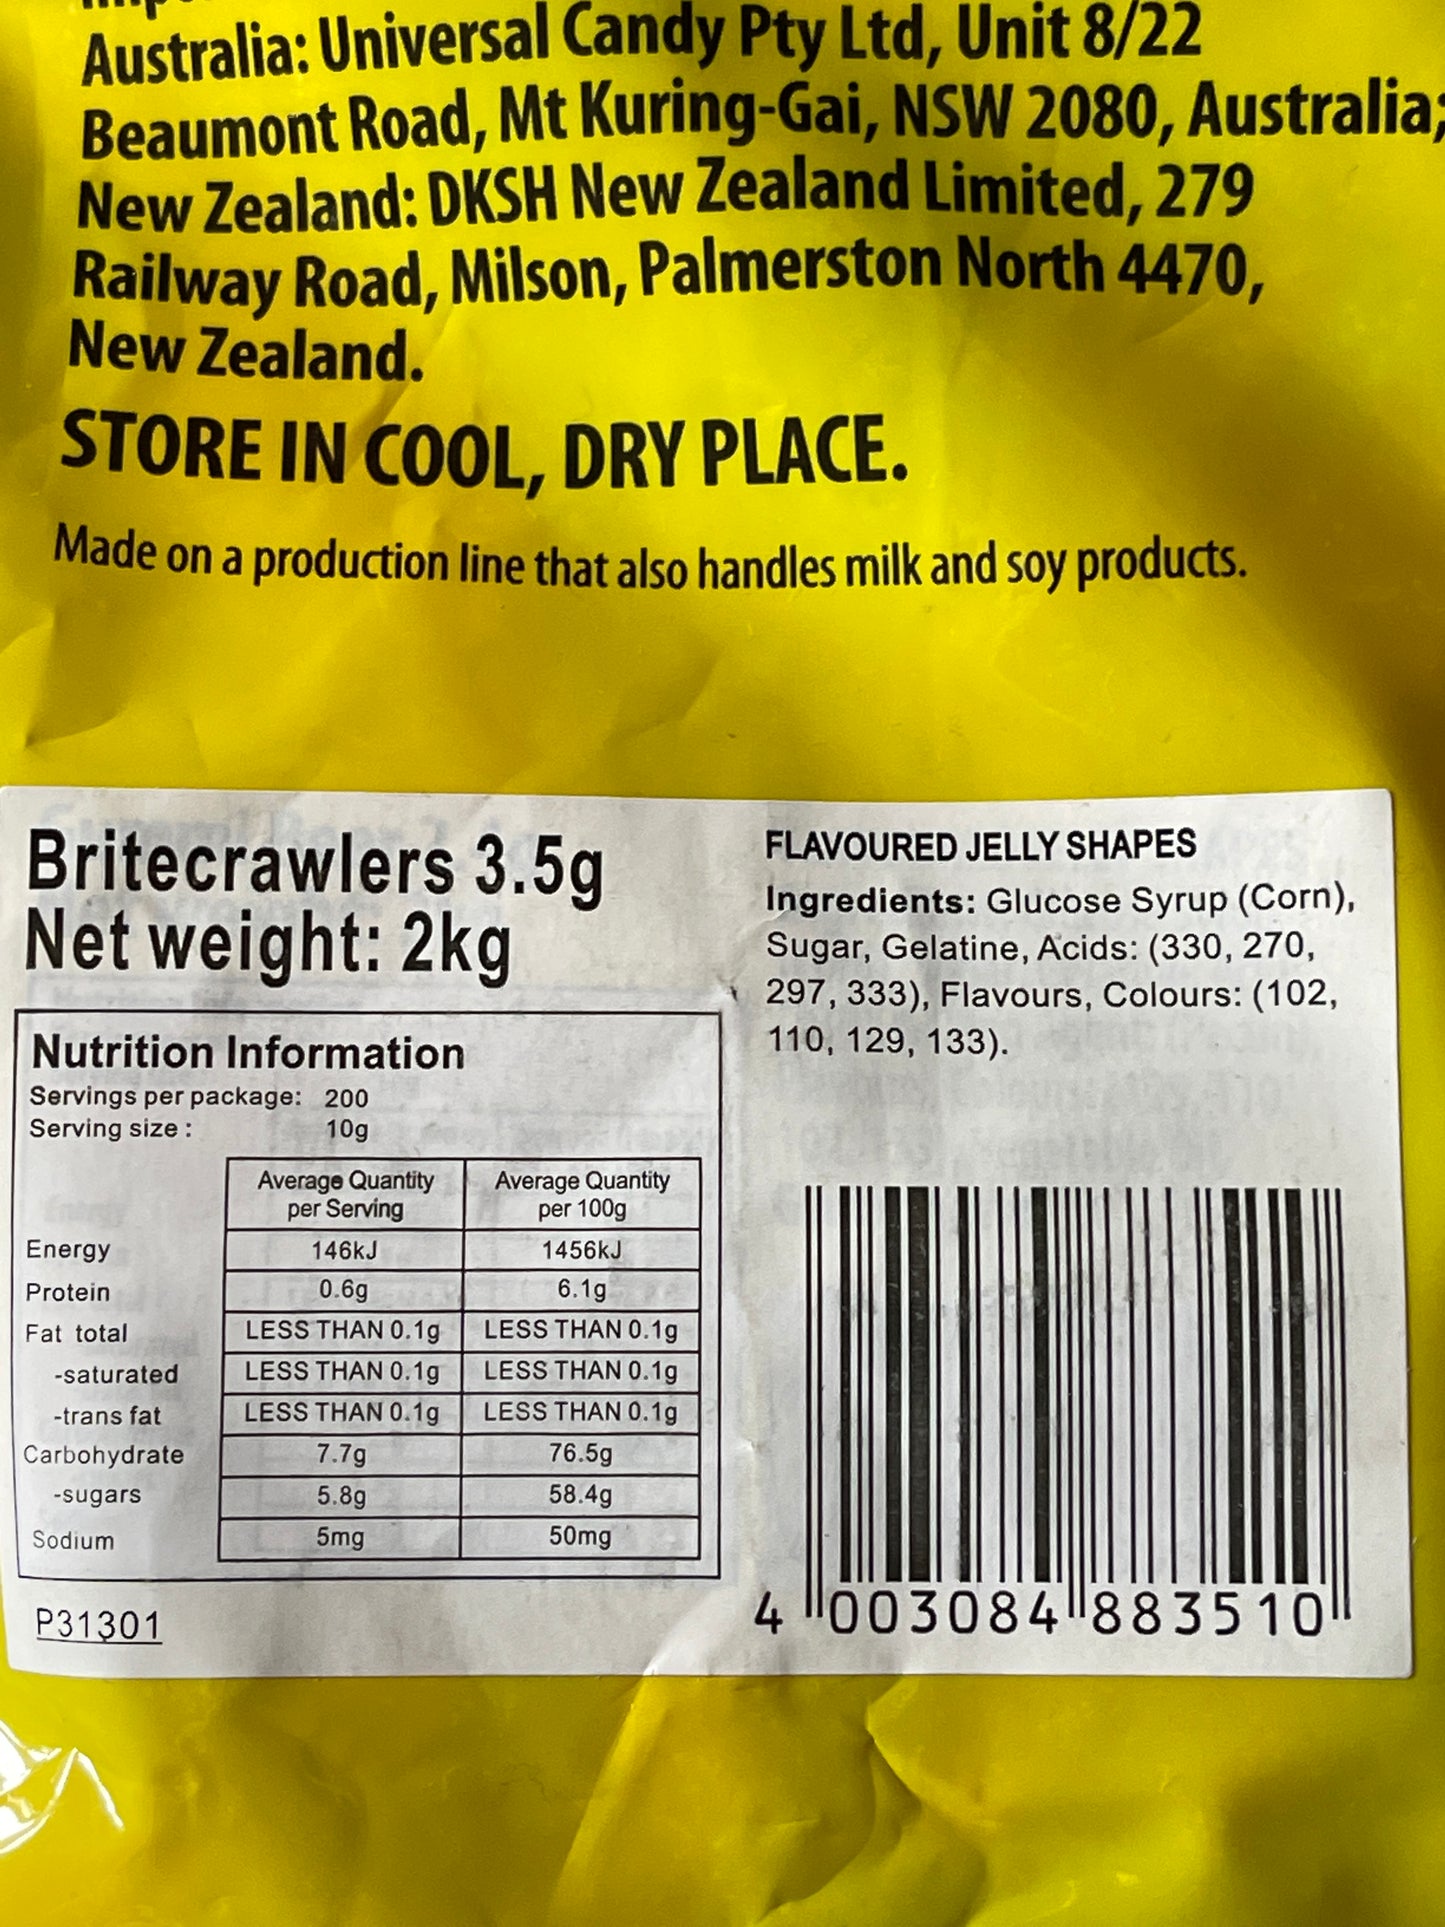 Australia: Universal Candy Pty Ltd, Unit 8/22
Beaumont Road, Mt Kuring-Gai, NSW 2080, Australia;
New Zealand: DKSH New Zealand Limited, 279
Railway Road, Milson, Palmerston North 4470,
New Zealand.
STORE IN COOL, DRY PLACE.
Made on a production line that also handles milk and soy products.
Britecrawlers 3.5g
Net weight: 2kg
Nutrition Information
Servings per package: 200
Serving size : 10g
Average Quantity per Serving Average Quantity per 100g
Energy 146kJ 1456kJ
Protein 0.6g 6.1g
Fat total LESS THAN 0.1g LESS THAN 0.1g
-saturated LESS THAN 0.1g LESS THAN 0.1g
-trans fat LESS THAN 0.1g LESS THAN 0.1g
Carbohydrate 7.7g 76.5g
-sugars 5.8g 58.4g
Sodium 5mg 50mg
P31301
FLAVOURED JELLY SHAPES
Ingredients: Glucose Syrup (Corn),
Sugar, Gelatine, Acids: (330, 270,
297, 333), Flavours, Colours: (102,
110, 129, 133).
4 003084 883510